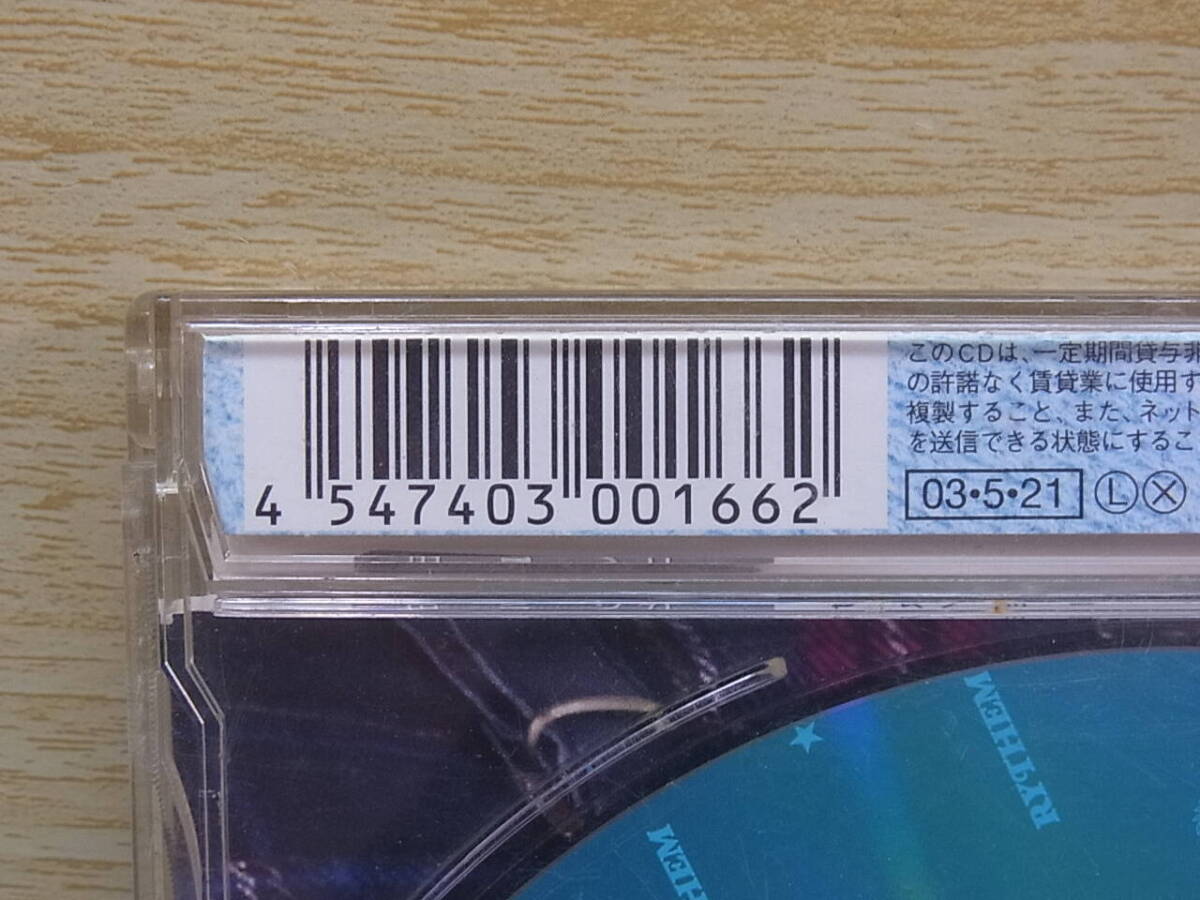 4 547403 001662
このCDは、一定期間貸与非
の許諾なく賃貸業に使用す
複製すること、また、ネット
を送信できる状態にするこ
03・5・21 Ⓛ Ⓧ
RYTHEM
HEM